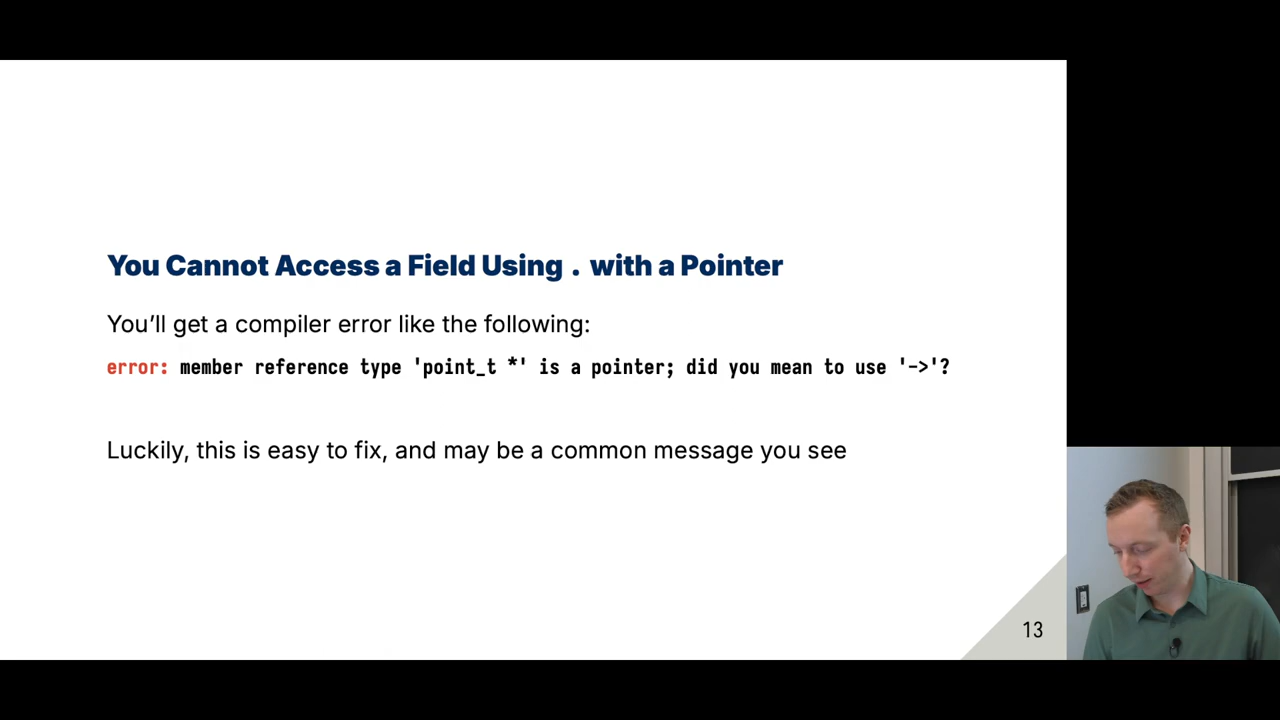 You Cannot Access a Field Using . with a Pointer
You’ll get a compiler error like the following:
error: member reference type 'point_t *' is a pointer; did you mean to use '->'?
Luckily, this is easy to fix, and may be a common message you see
13